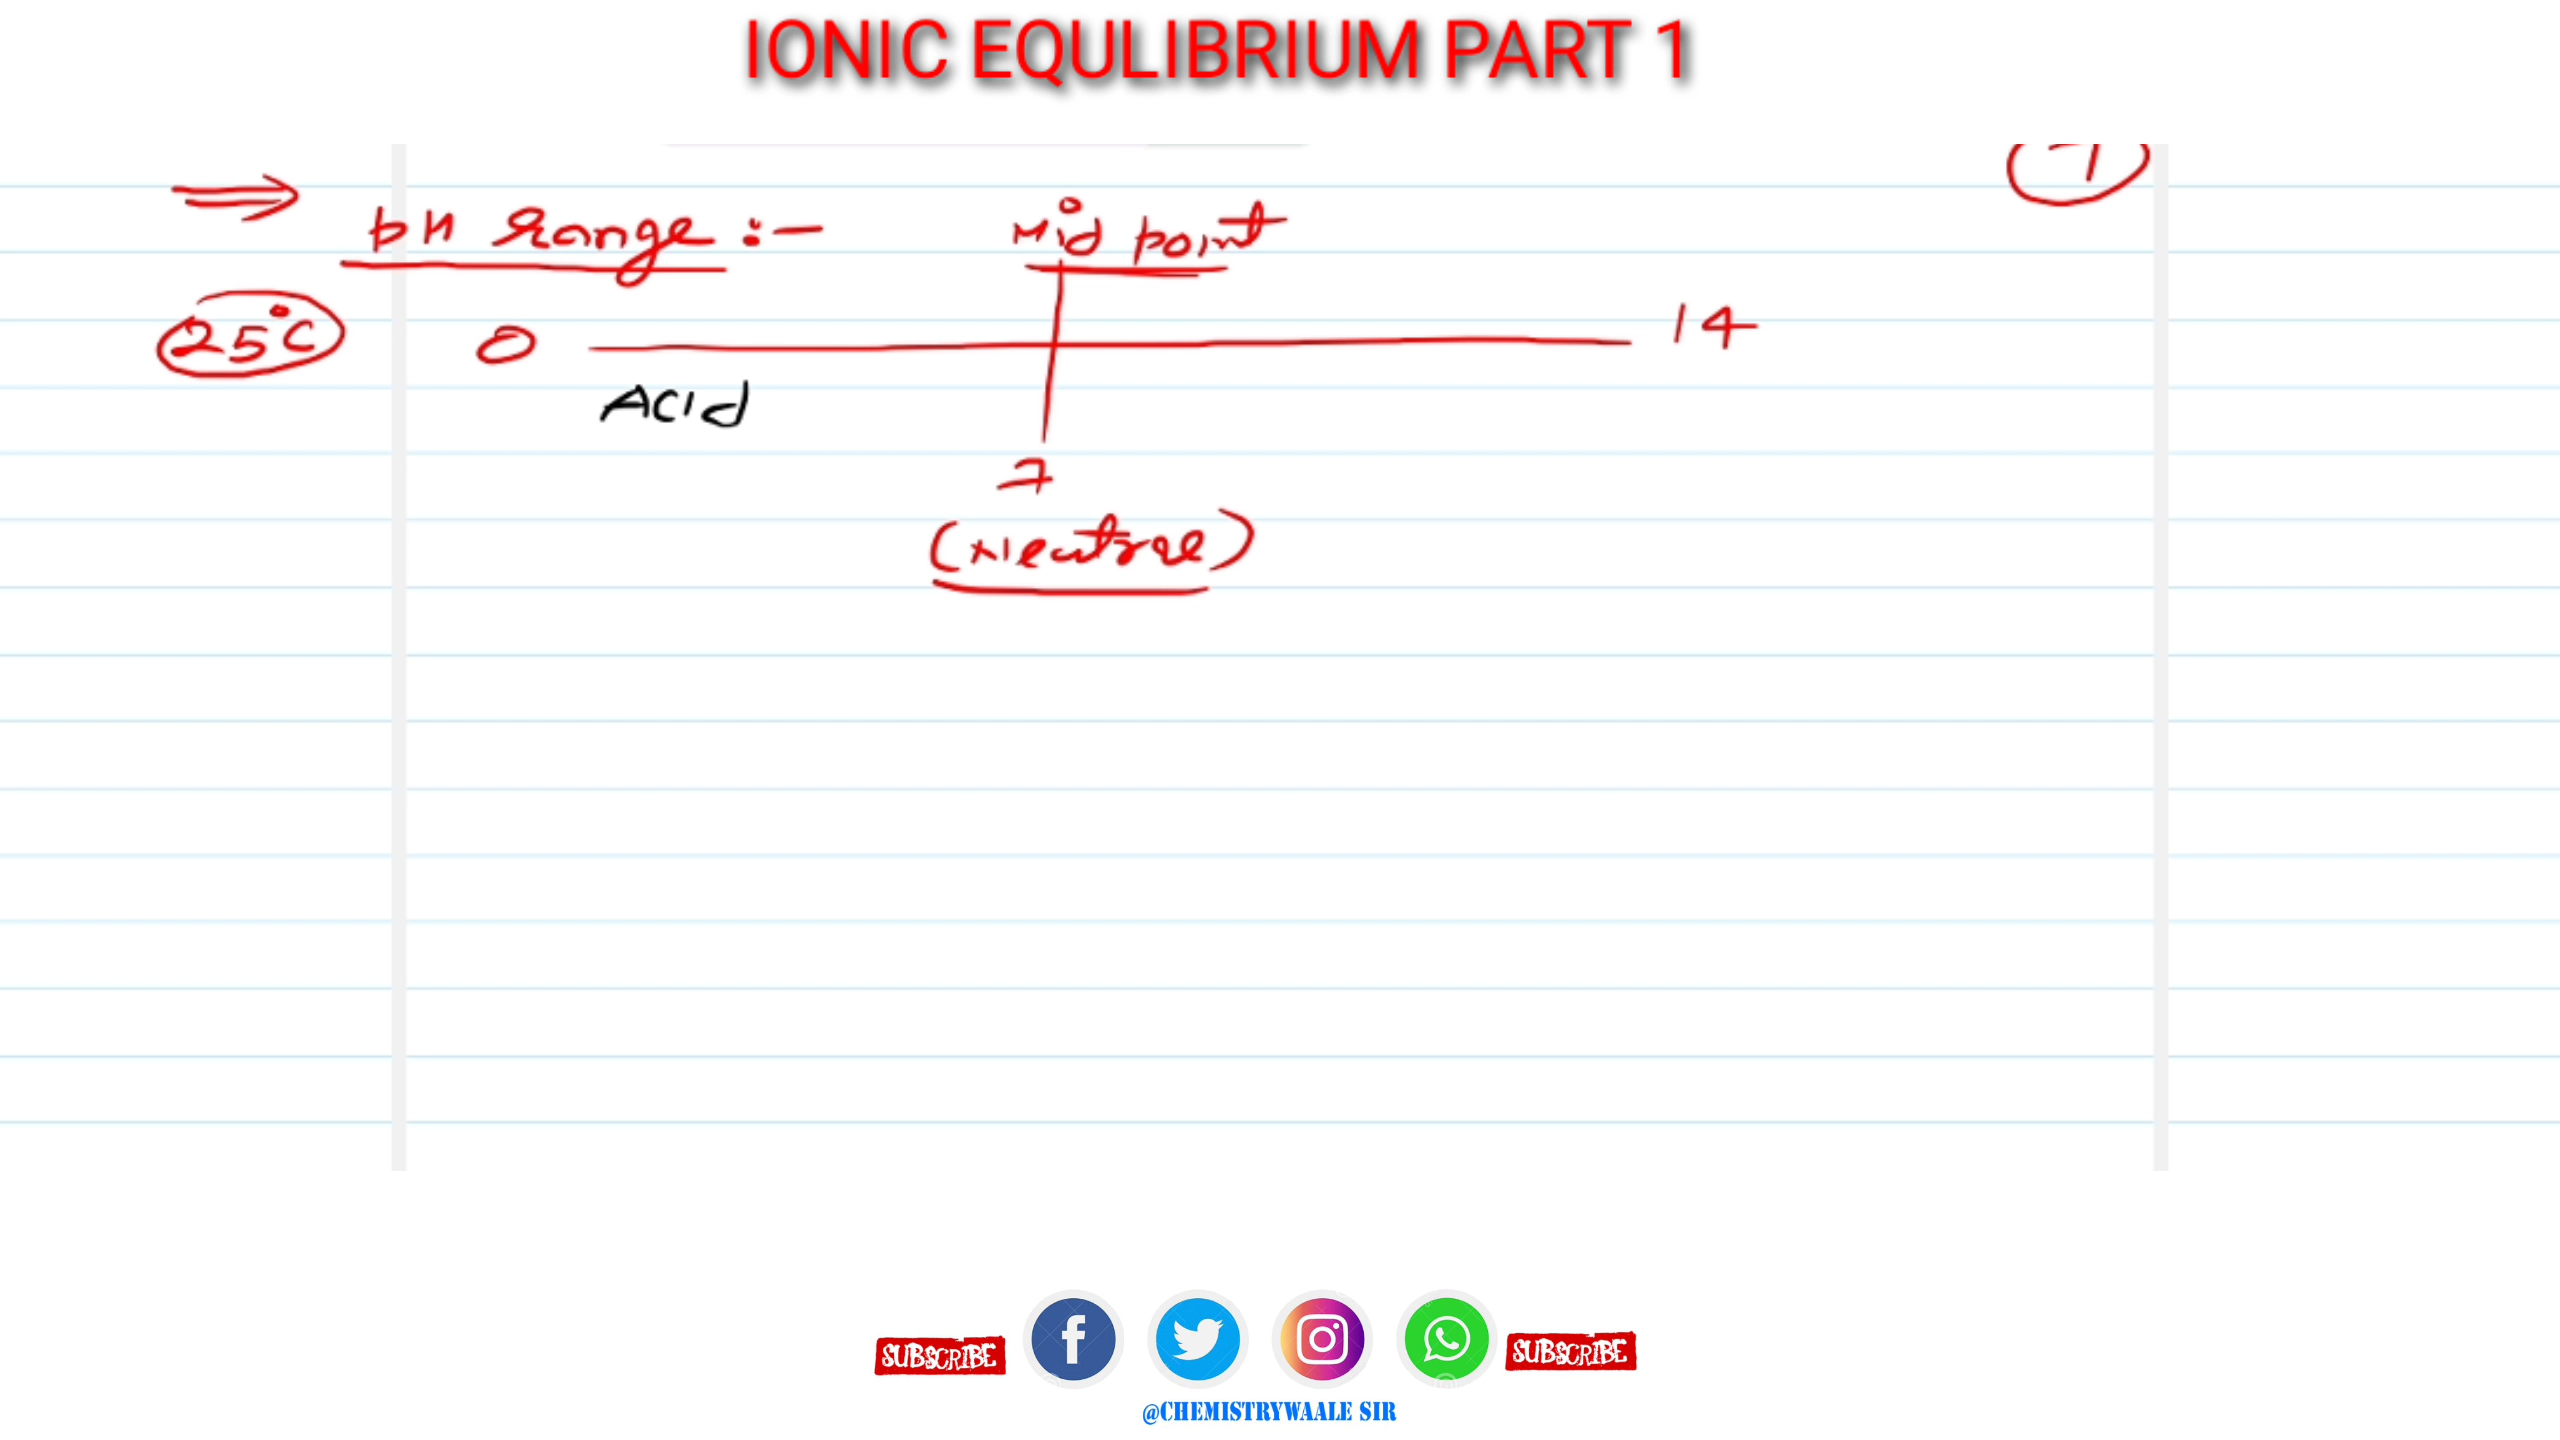 IONIC EQULIBRIUM PART 1
pH Range :-
Mid point
25°C
0
14
Acid
7
(Neutral)
SUBSCRIBE
SUBSCRIBE
@CHEMISTRYWAALE SIR